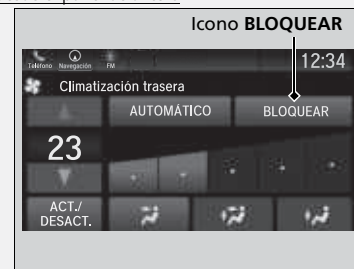 Icono BLOQUEAR
Teléfono Navegación FM 12:34
Climatización trasera
AUTOMÁTICO BLOQUEAR
23
ACT./
DESACT.